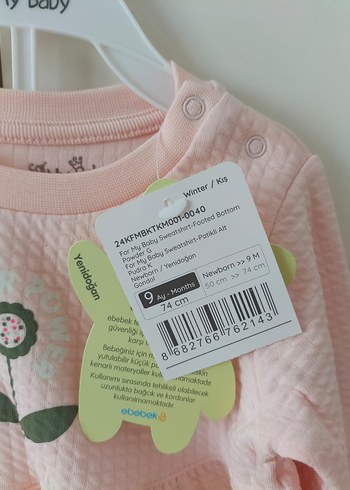 My Baby
Winter / Kış
24KFMBKTKM001-0040
For My Baby Sweatshirt-Footed Bottom
Powder G
For My Baby Sweatshirt-Patikli Alt
Pudra K
Newborn / Yenidoğan
Gondol
9 Ay - Months
74 cm
Newborn >> 9 M
50 cm >> 74 cm
8 682766 762143
Yenidoğan
ebebek
güvenliği
karşı
Bebeğiniz için
yutulabilir küçük
kenarlı materyaller kullanılmamaktadır.
Kullanımı sırasında tehlikeli olabilecek
uzunlukta bağcık ve kordonlar
kullanılmamaktadır.
ebebek